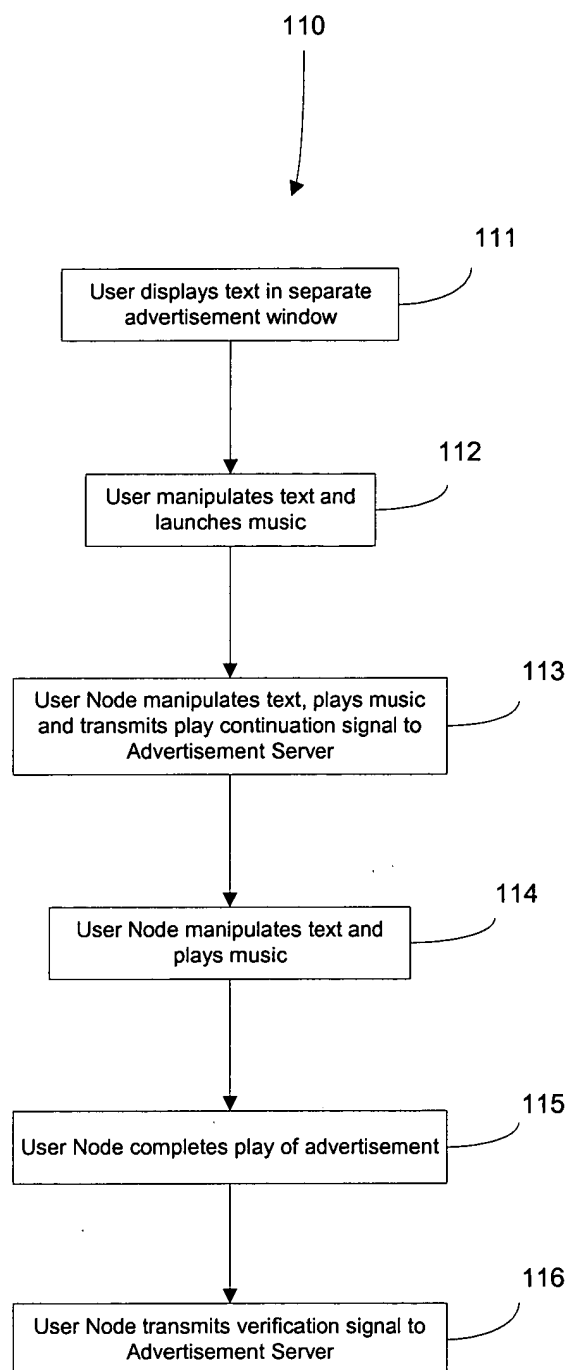 110
111
User displays text in separate
advertisement window
112
User manipulates text and
launches music
113
User Node manipulates text, plays music
and transmits play continuation signal to
Advertisement Server
114
User Node manipulates text and
plays music
115
User Node completes play of advertisement
116
User Node transmits verification signal to
Advertisement Server